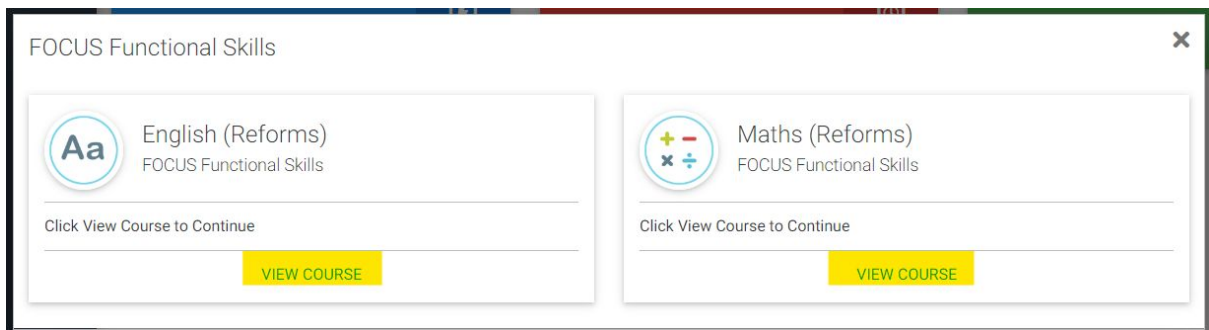 FOCUS Functional Skills
Aa
English (Reforms)
FOCUS Functional Skills
Click View Course to Continue
VIEW COURSE
Maths (Reforms)
FOCUS Functional Skills
Click View Course to Continue
VIEW COURSE